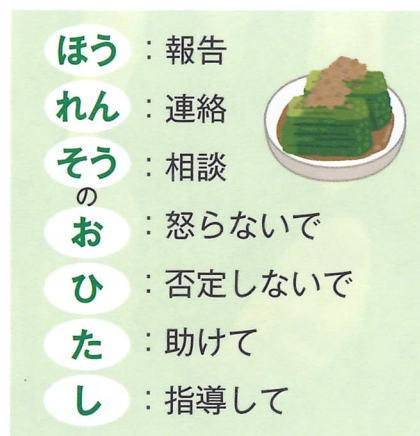 ほう：報告
れん：連絡
そう：相談
の
お：怒らないで
ひ：否定しないで
た：助けて
し：指導して